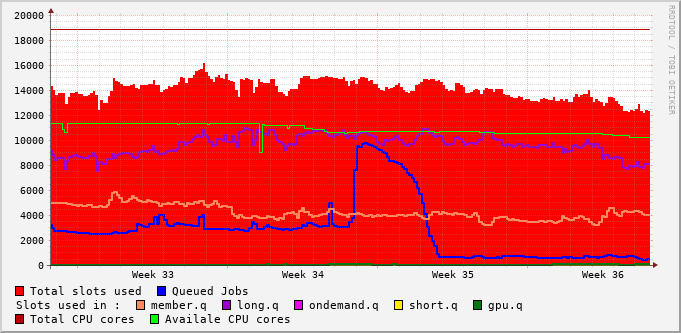 20000
18000
16000
14000
12000
10000
8000
6000
4000
2000
0
Week 33 Week 34 Week 35 Week 36
RRDTOOL / TOBI OETIKER
Total slots used Queued Jobs
Slots used in : member.q long.q ondemand.q short.q gpu.q
Total CPU cores Availale CPU cores